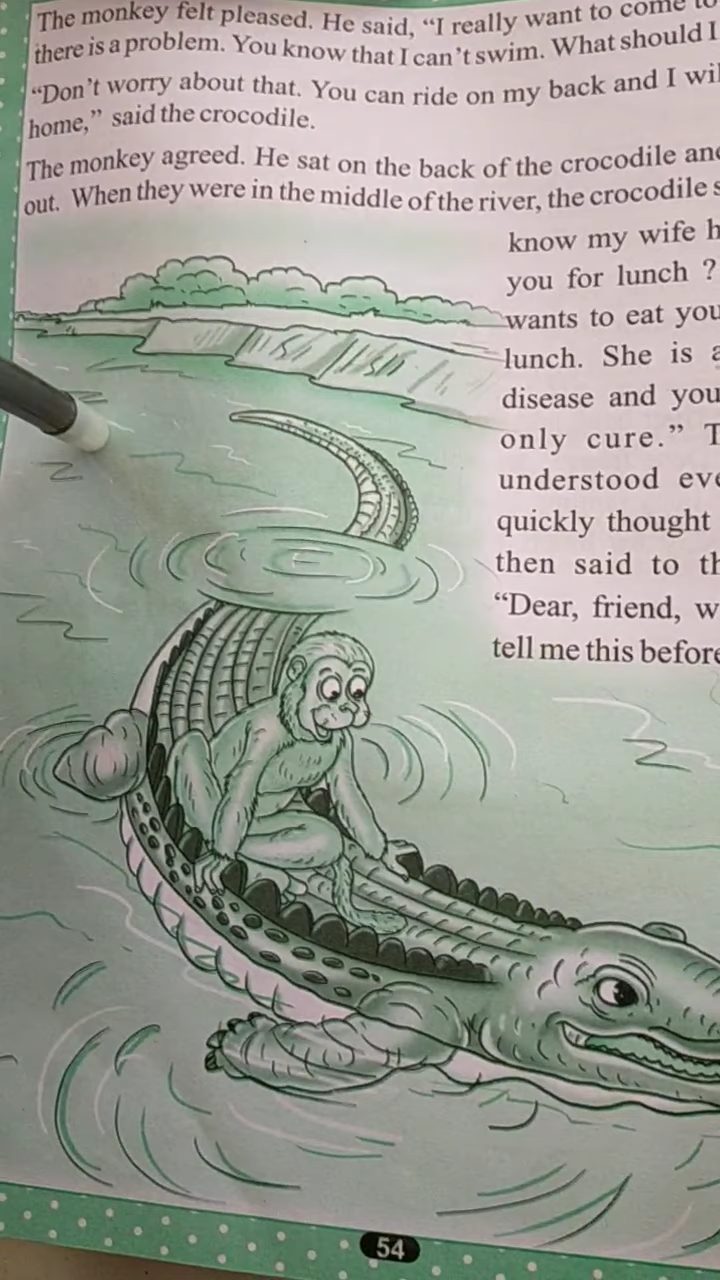 The monkey felt pleased. He said, “I really want to come to
there is a problem. You know that I can’t swim. What should I
“Don’t worry about that. You can ride on my back and I
home,” said the crocodile.
The monkey agreed. He sat on the back of the crocodile
out. When they were in the middle of the river, the crocodile
know my wife
you for lunch ?
wants to eat
lunch. She is
disease and you
only cure.”
understood
quickly thought
then said to
“Dear, friend,
tell me this before
54